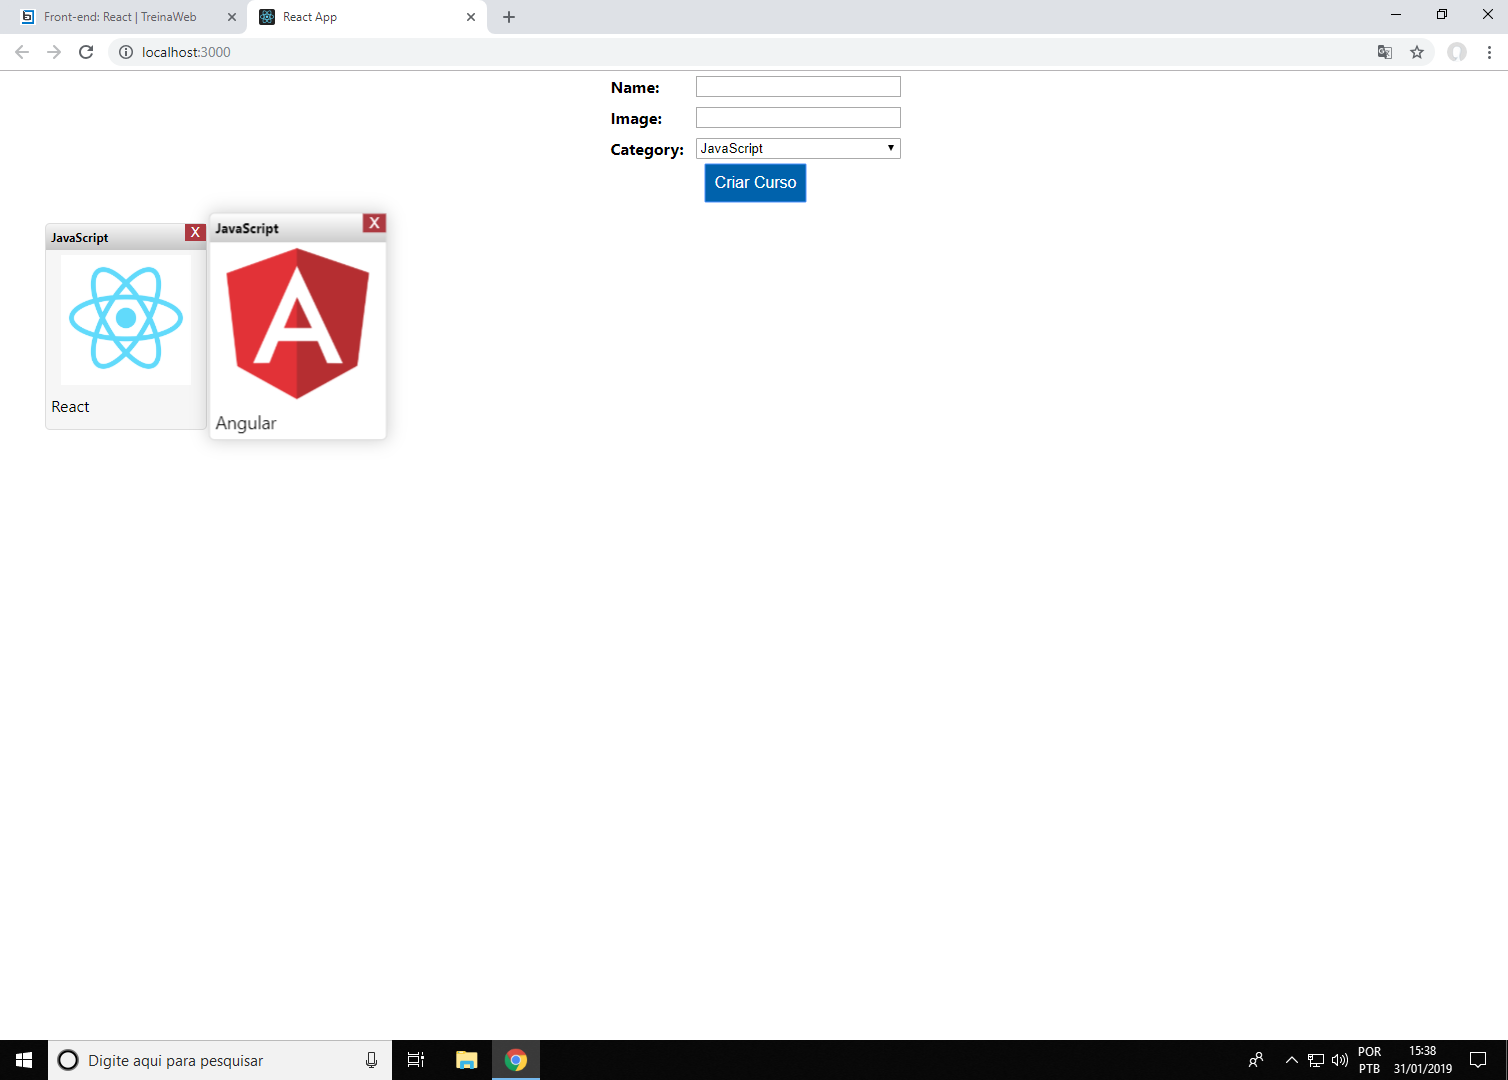 Front-end: React | TreinaWeb
React App
localhost:3000
Name:
Image:
Category: JavaScript
Criar Curso
JavaScript X
React
JavaScript X
Angular
Digite aqui para pesquisar
POR
PTB
15:38
31/01/2019